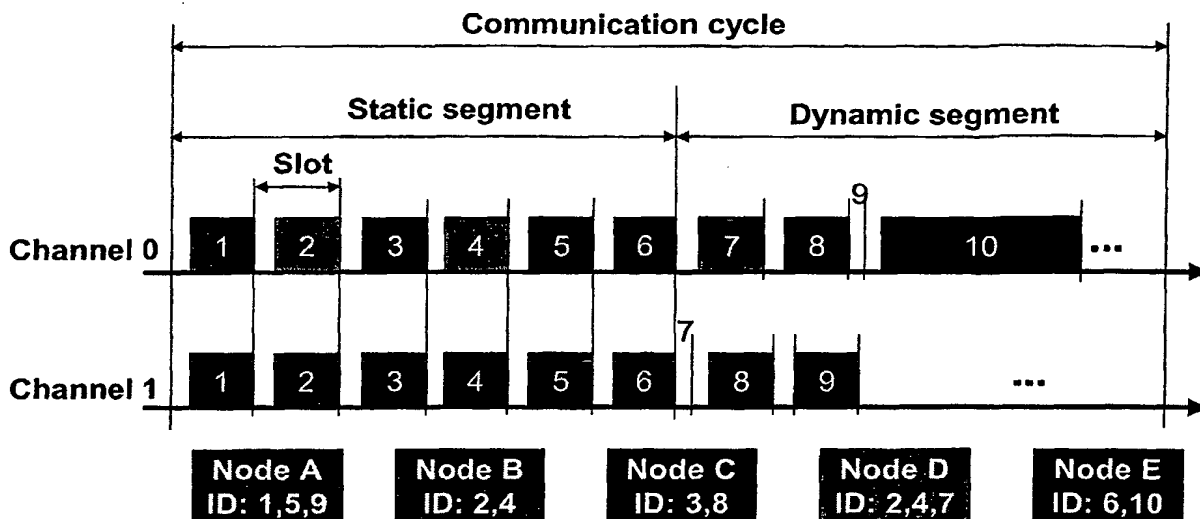 Communication cycle
Static segment
Dynamic segment
Slot
9
Channel 0
1 2 3 4 5 6 7 8 10 ...
7
Channel 1
1 2 3 4 5 6 8 9 ...
Node A
ID: 1,5,9
Node B
ID: 2,4
Node C
ID: 3,8
Node D
ID: 2,4,7
Node E
ID: 6,10